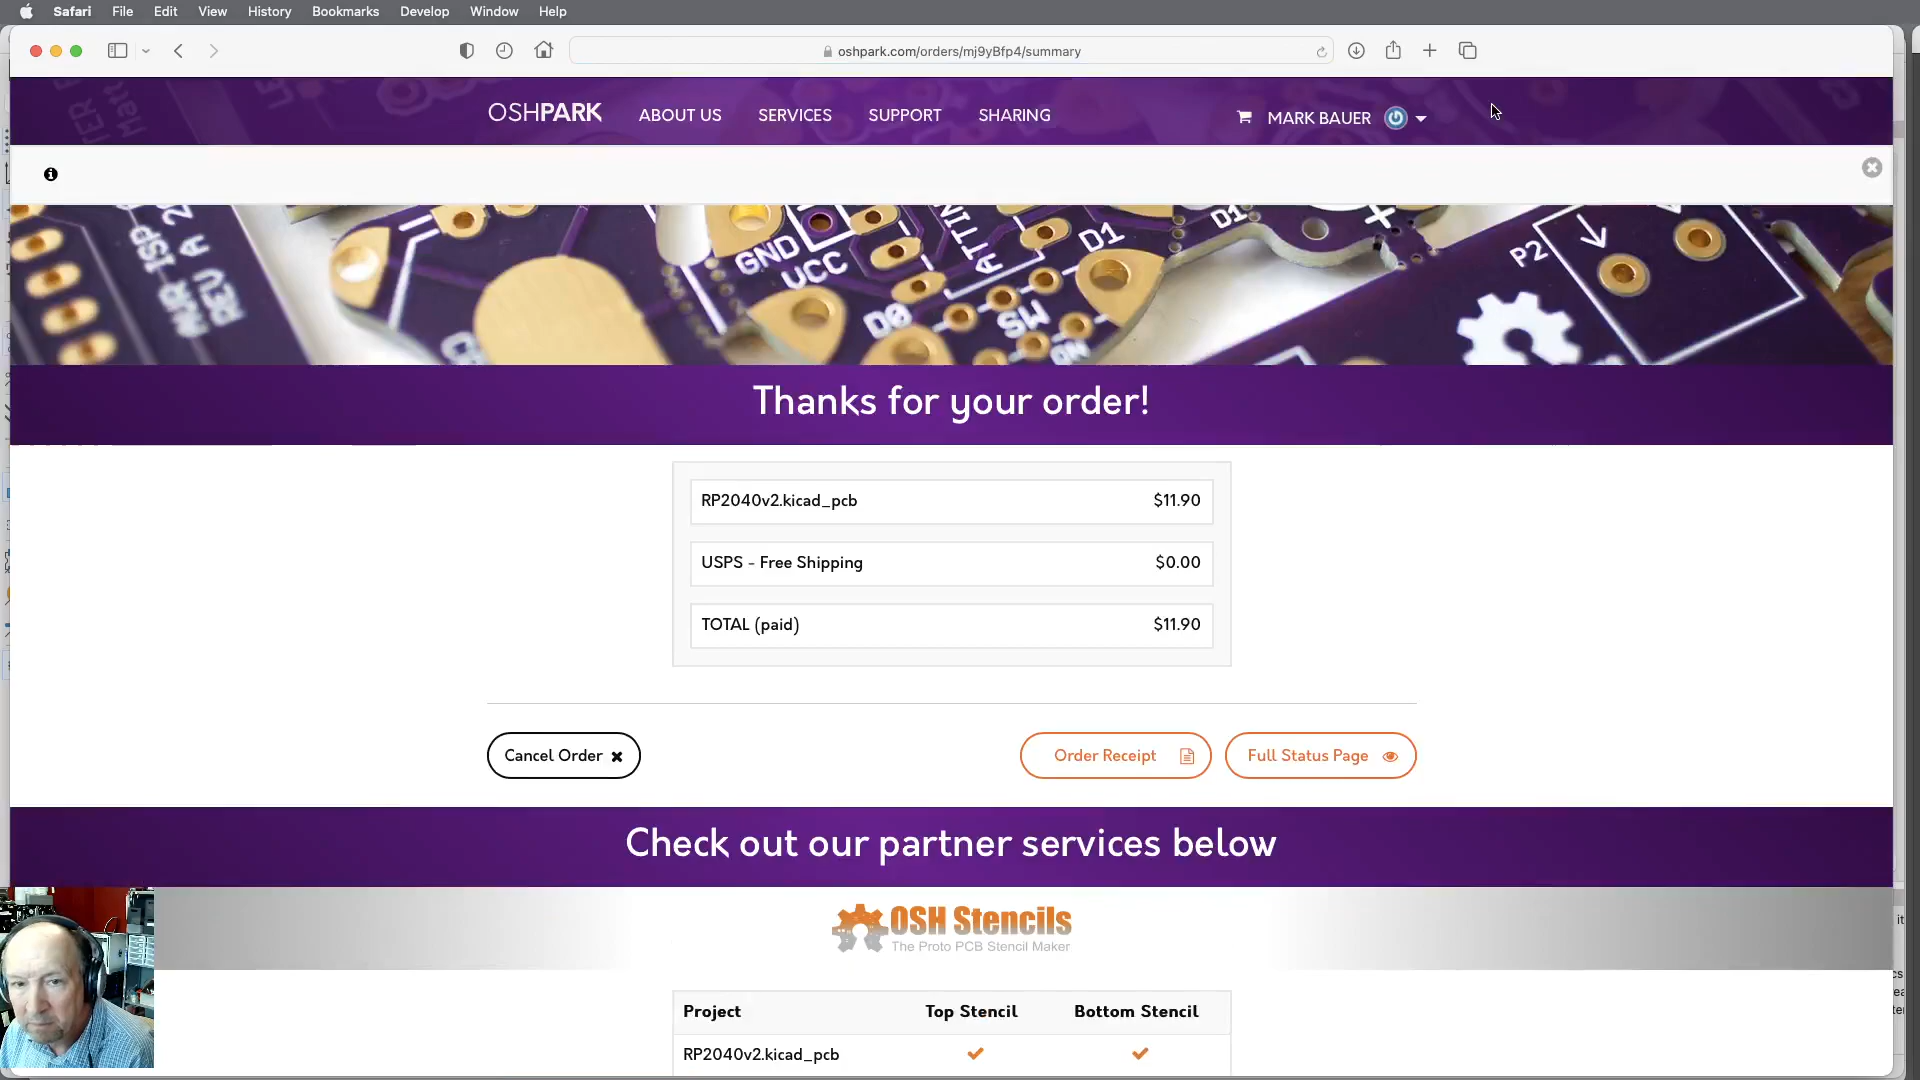 Safari File Edit View History Bookmarks Develop Window Help
oshpark.com/orders/mj9yBfp4/summary
OSHPARK ABOUT US SERVICES SUPPORT SHARING MARK BAUER
GND
VCC
D1
D1
P2
D0
SW
Thanks for your order!
RP2040v2.kicad_pcb $11.90
USPS - Free Shipping $0.00
TOTAL (paid) $11.90
Cancel Order Order Receipt Full Status Page
Check out our partner services below
OSH Stencils
The Proto PCB Stencil Maker
Project Top Stencil Bottom Stencil
RP2040v2.kicad_pcb